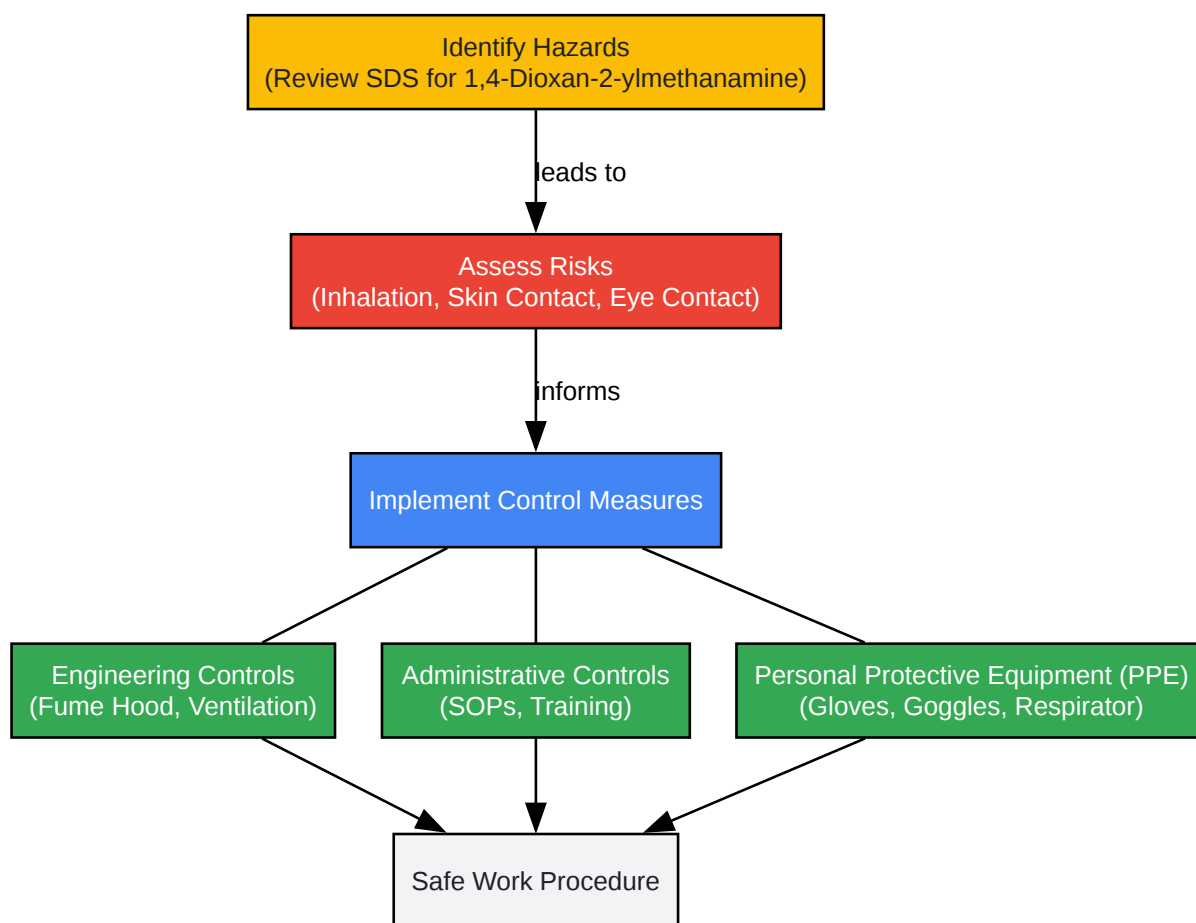 Identify Hazards
(Review SDS for 1,4-Dioxan-2-ylmethanamine)
leads to
Assess Risks
(Inhalation, Skin Contact, Eye Contact)
informs
Implement Control Measures
Engineering Controls
(Fume Hood, Ventilation)
Administrative Controls
(SOPs, Training)
Personal Protective Equipment (PPE)
(Gloves, Goggles, Respirator)
Safe Work Procedure